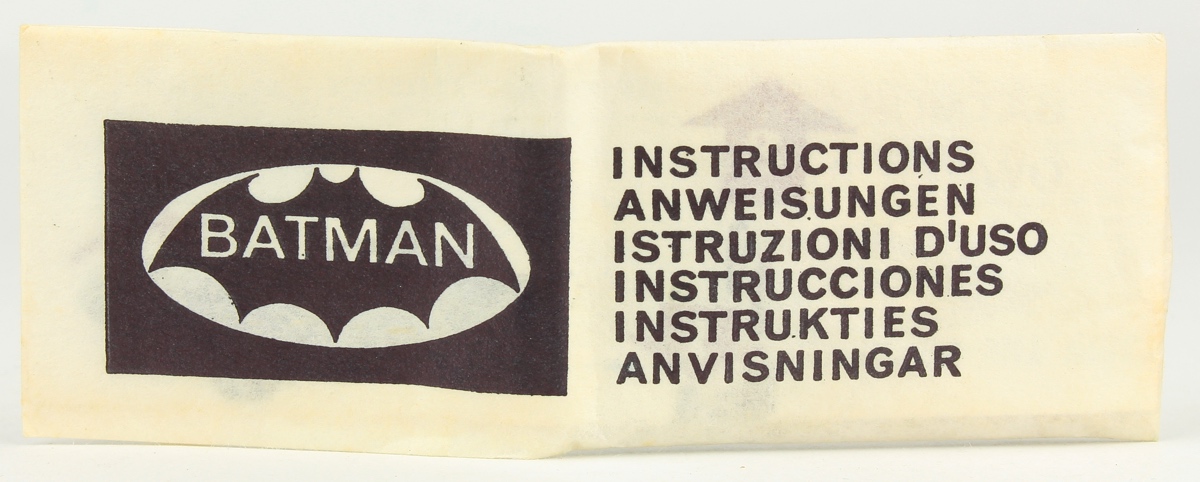 BATMAN
INSTRUCTIONS
ANWEISUNGEN
ISTRUZIONI D'USO
INSTRUCCIONES
INSTRUKTIES
ANVISNINGAR